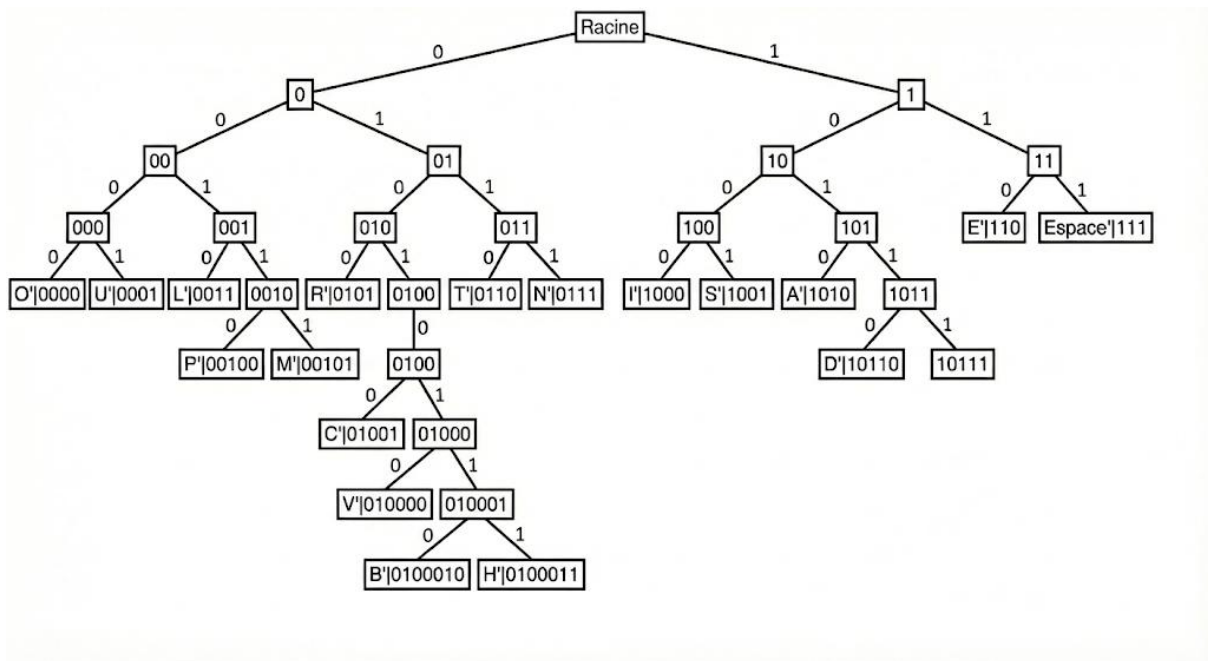 Racine
0 1
0 1
0 1 0 1
00 01 10 11
0 1 0 1 0 1 0 1
000 001 010 011 100 101 E'|110 Espace'|111
0 1 0 1 0 1 0 1 0 1 0 1
O'|0000 U'|0001 L'|0011 0010 R'|0101 0100 T'|0110 N'|0111 I'|1000 S'|1001 A'|1010 1011
0 1 0 0 1
P'|00100 M'|00101 0100 D'|10110 10111
0 1
C'|01001 01000
0 1
V'|010000 010001
0 1
B'|0100010 H'|0100011